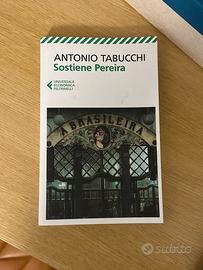 ANTONIO TABUCCHI
Sostiene Pereira
UNIVERSALE
ECONOMICA
FELTRINELLI
A BRASILEIRA
subito